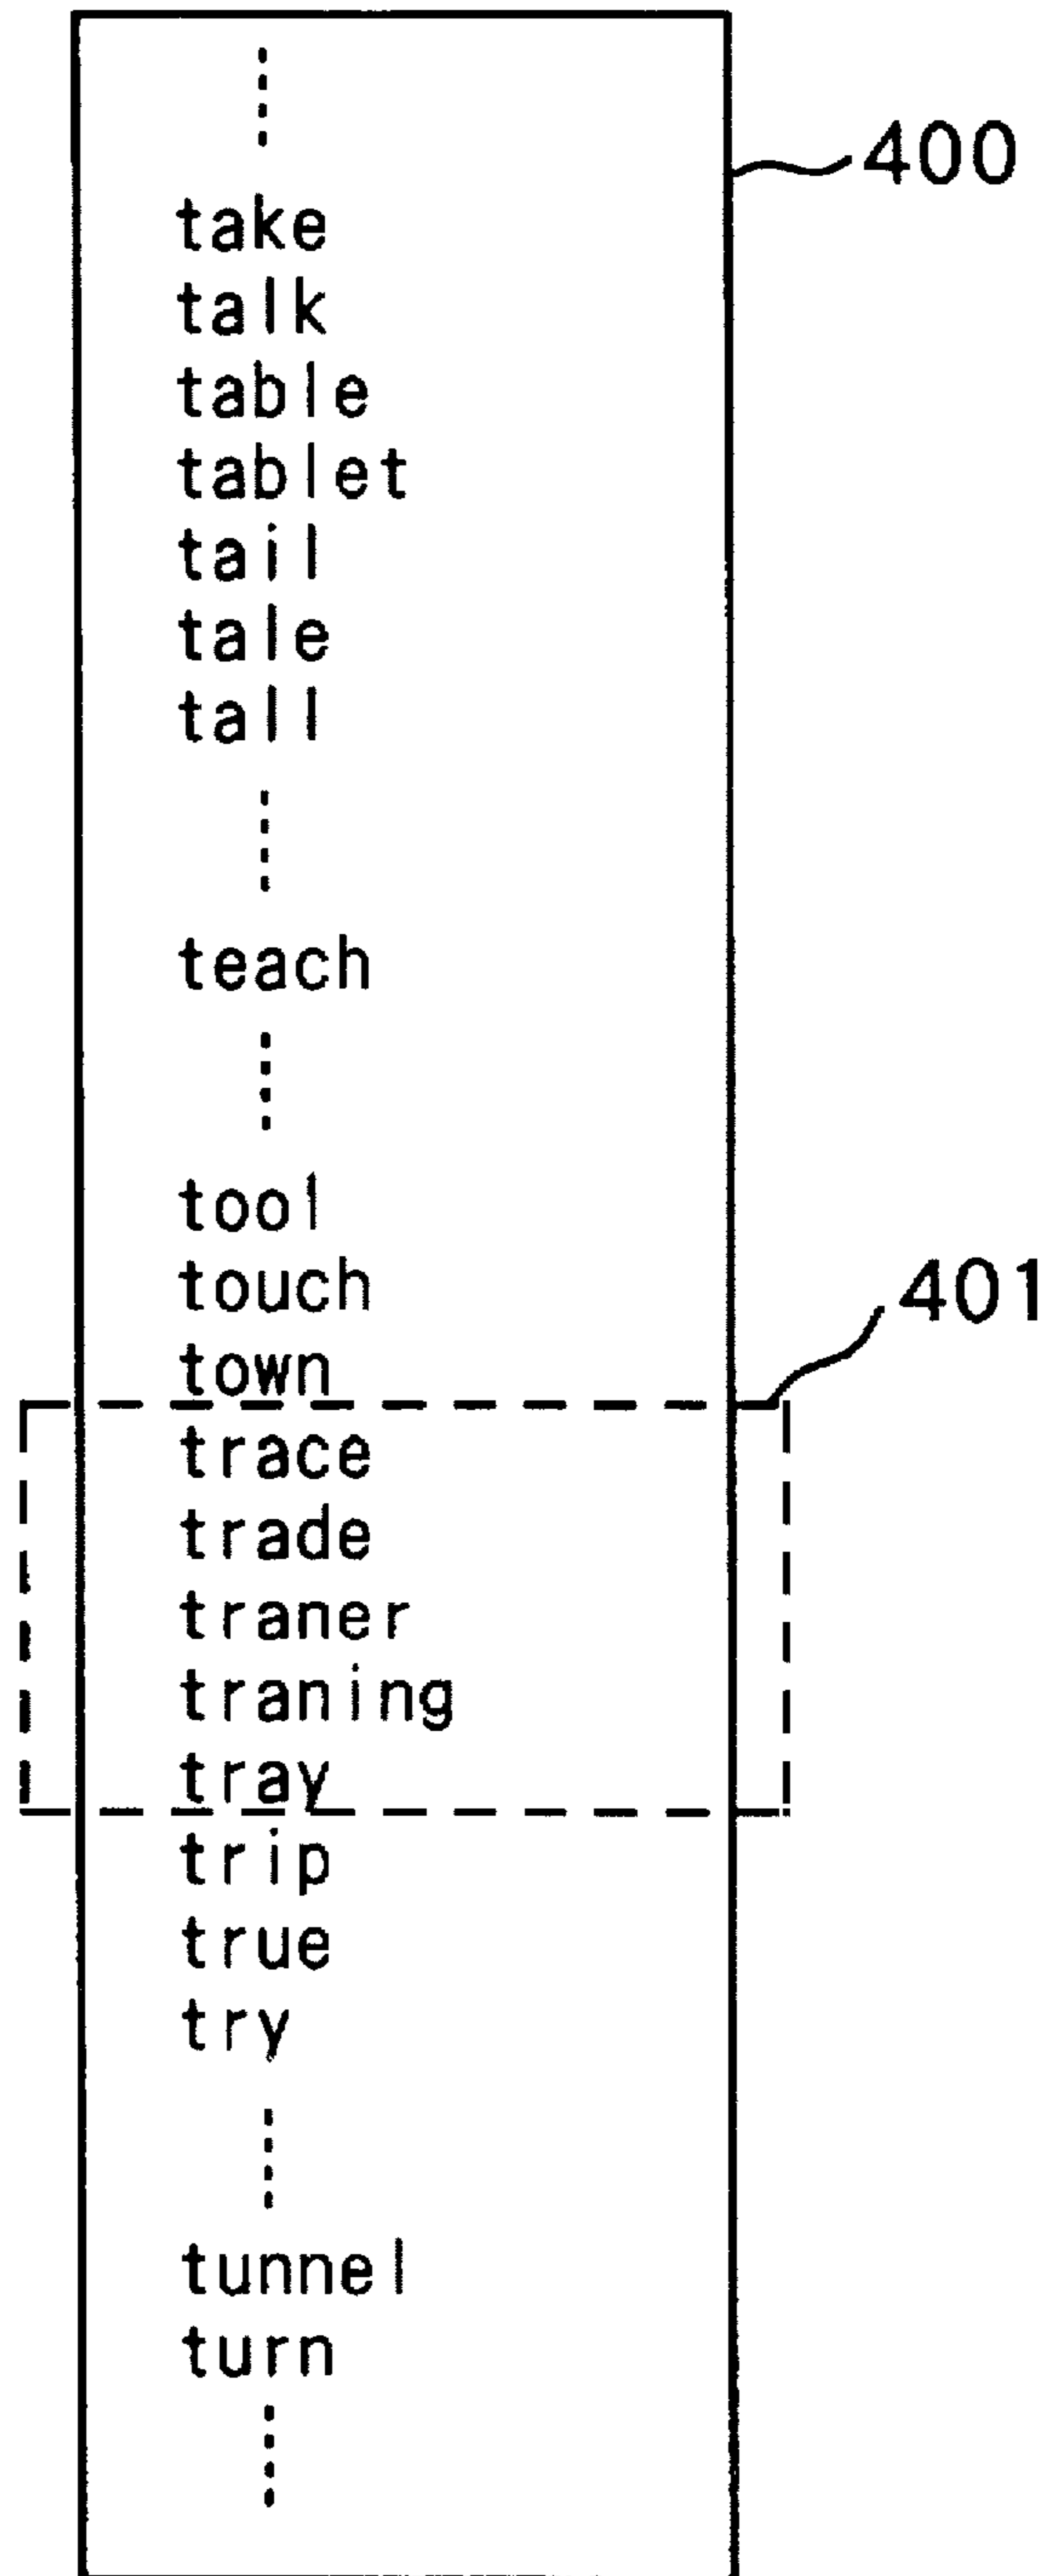 400
take
talk
table
tablet
tail
tale
tall
teach
tool
touch
town
401
trace
trade
traner
traning
tray
trip
true
try
tunnel
turn